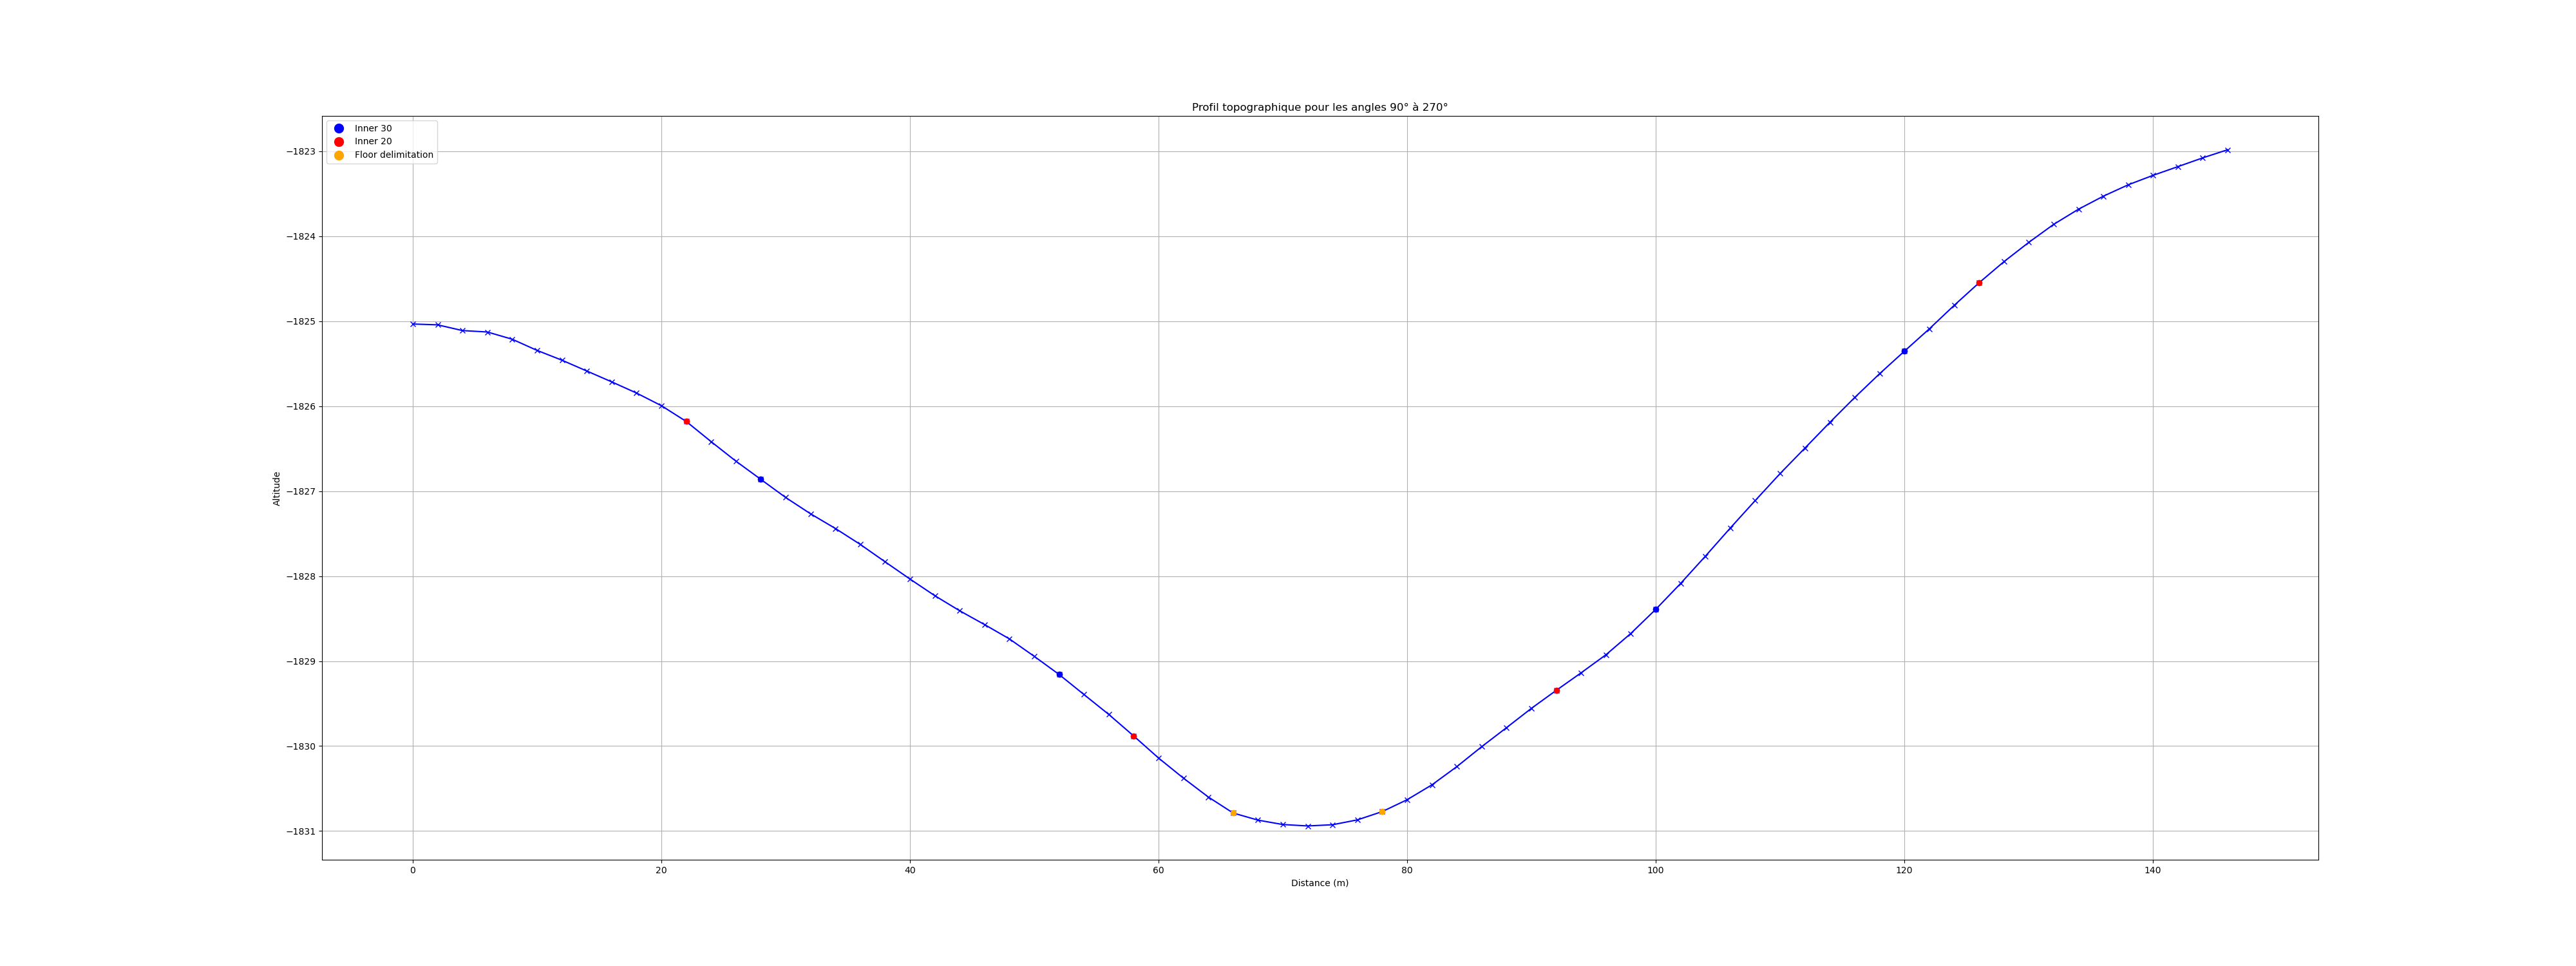 Profil topographique pour les angles 90° à 270°
Inner 30
Inner 20
Floor delimitation
−1823
−1824
−1825
−1826
−1827
−1828
−1829
−1830
−1831
Altitude
0 20 40 60 80 100 120 140
Distance (m)